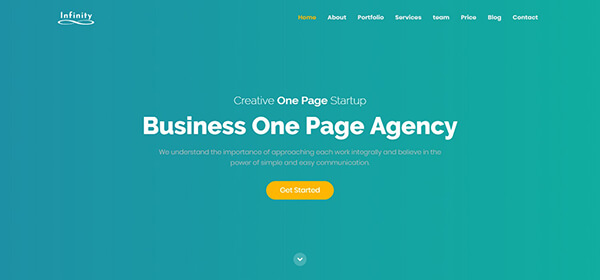 Infinity
Home About Portfolio Services team Price Blog Contact
Creative One Page Startup
Business One Page Agency
We understand the importance of approaching each work integrally and believe in the
power of simple and easy communication.
Get Started